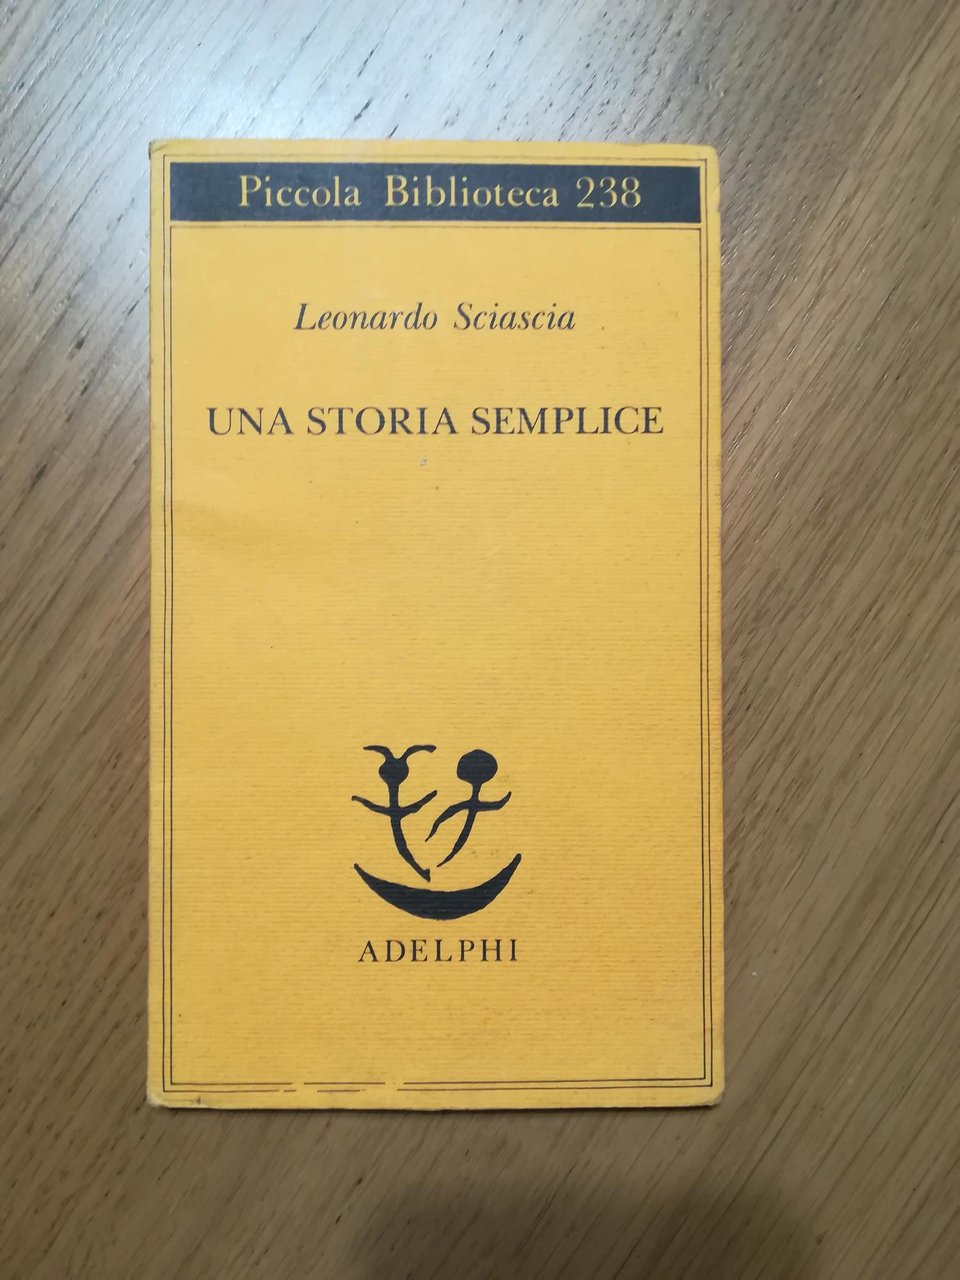 Piccola Biblioteca 238
Leonardo Sciascia
UNA STORIA SEMPLICE
ADELPHI